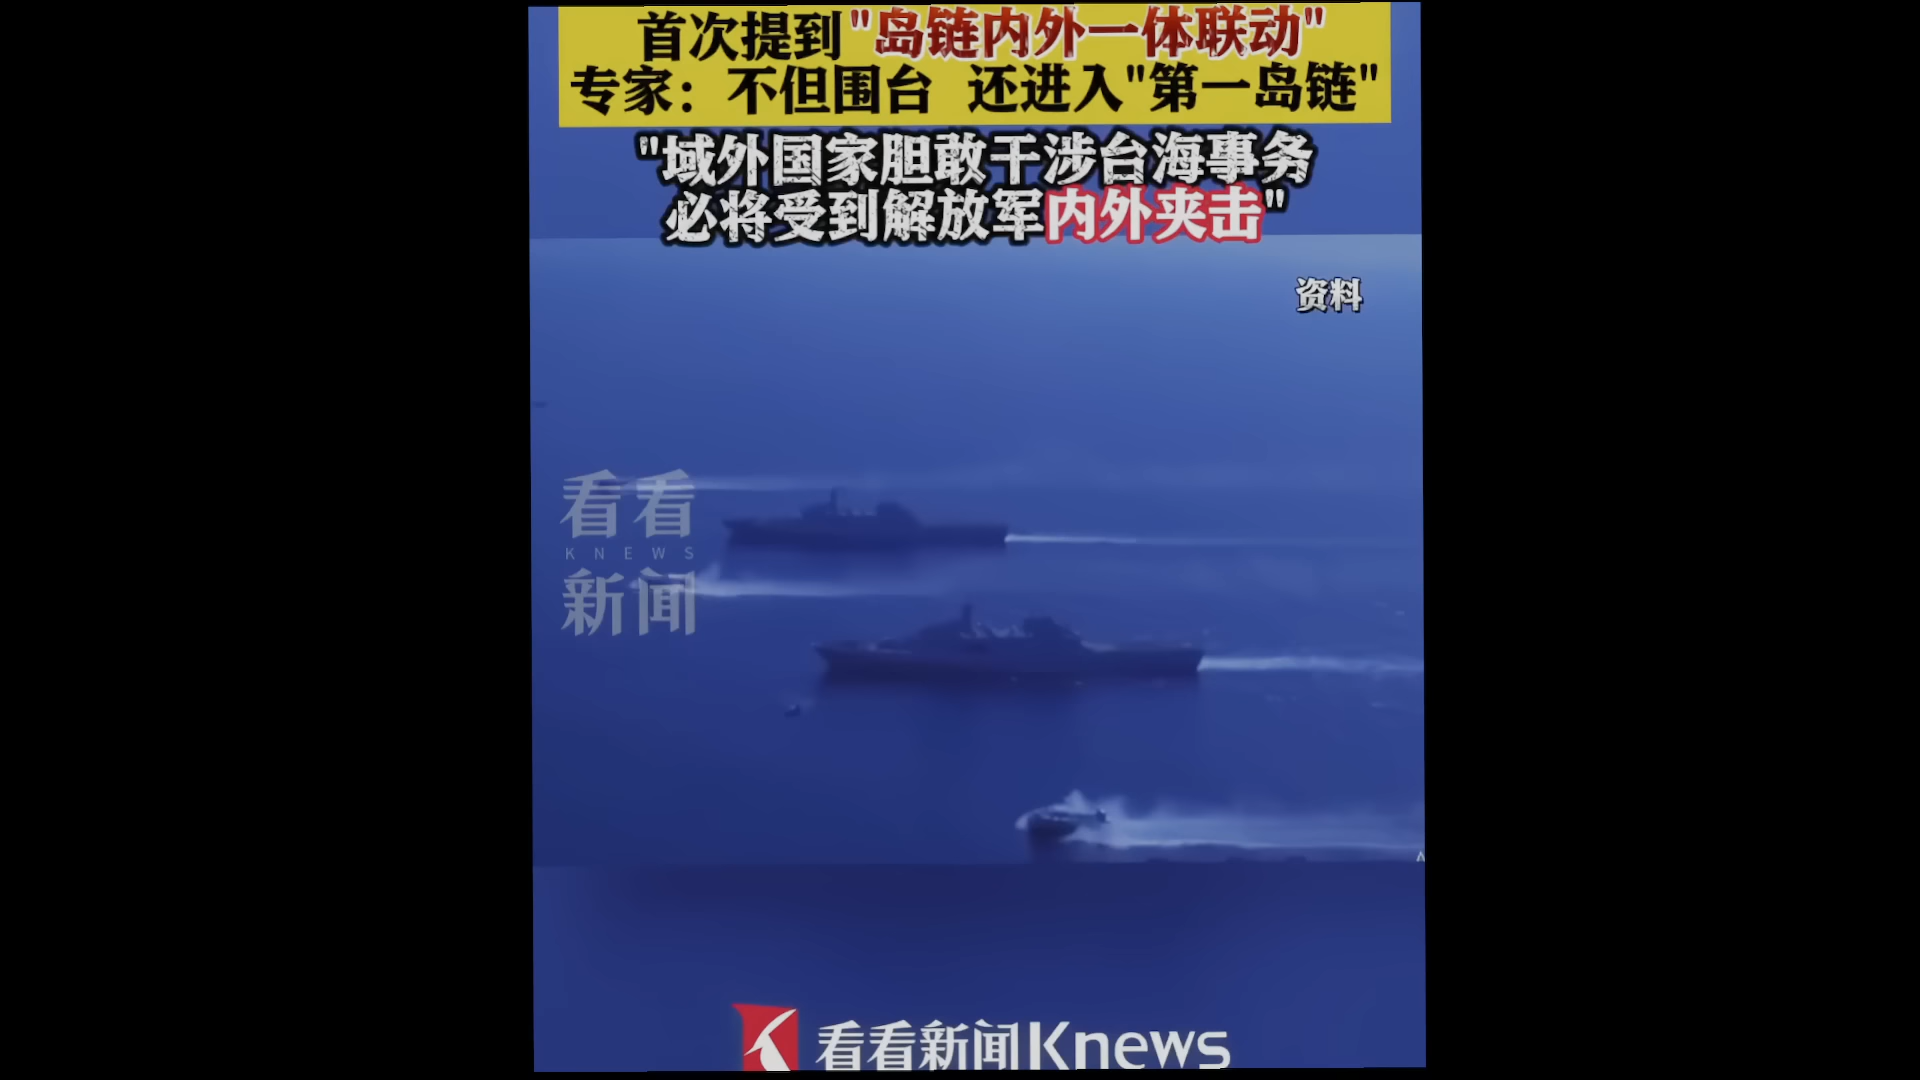 首次提到"岛链内外一体联动"
专家：不但围台 还进入"第一岛链"
"域外国家胆敢干涉台海事务
必将受到解放军内外夹击"
资料
看看
KNEWS
新闻
看看新闻Knews